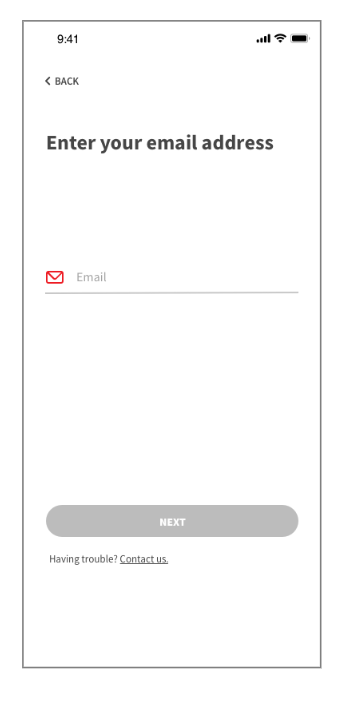 9:41
BACK
Enter your email address
Email
NEXT
Having trouble? Contact us.